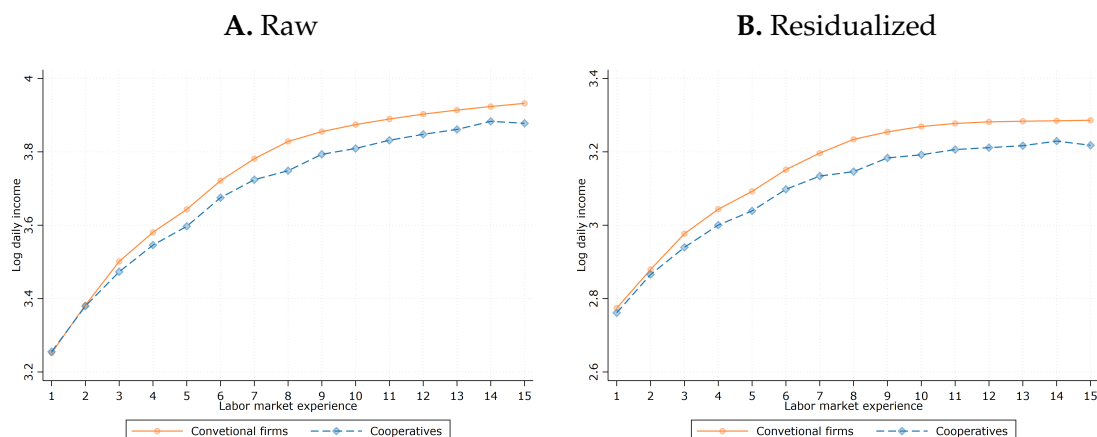 A. Raw
Log daily income
4
3.8
3.6
3.4
3.2
1 2 3 4 5 6 7 8 9 10 11 12 13 14 15
Labor market experience
Convetional firms Cooperatives
B. Residualized
Log daily income
3.4
3.2
3
2.8
2.6
1 2 3 4 5 6 7 8 9 10 11 12 13 14 15
Labor market experience
Convetional firms Cooperatives